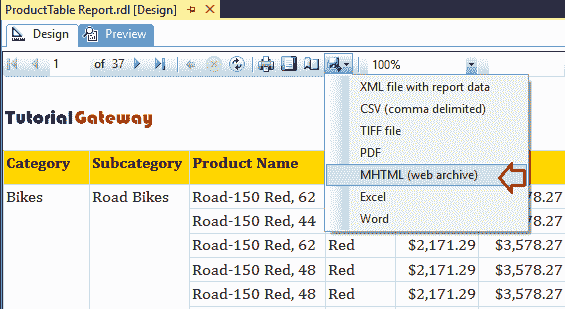 ProductTable Report.rdl [Design]
Design Preview
1 of 37 100%
XML file with report data
CSV (comma delimited)
TIFF file
PDF
MHTML (web archive)
Excel
Word
Tutorial Gateway
Category Subcategory Product Name
Bikes Road Bikes Road-150 Red, 62 578.27
Road-150 Red, 44 578.27
Road-150 Red, 62 Red $2,171.29 $3,578.27
Road-150 Red, 48 Red $2,171.29 $3,578.27
Road-150 Red, 48 Red $2,171.29 $3,578.27